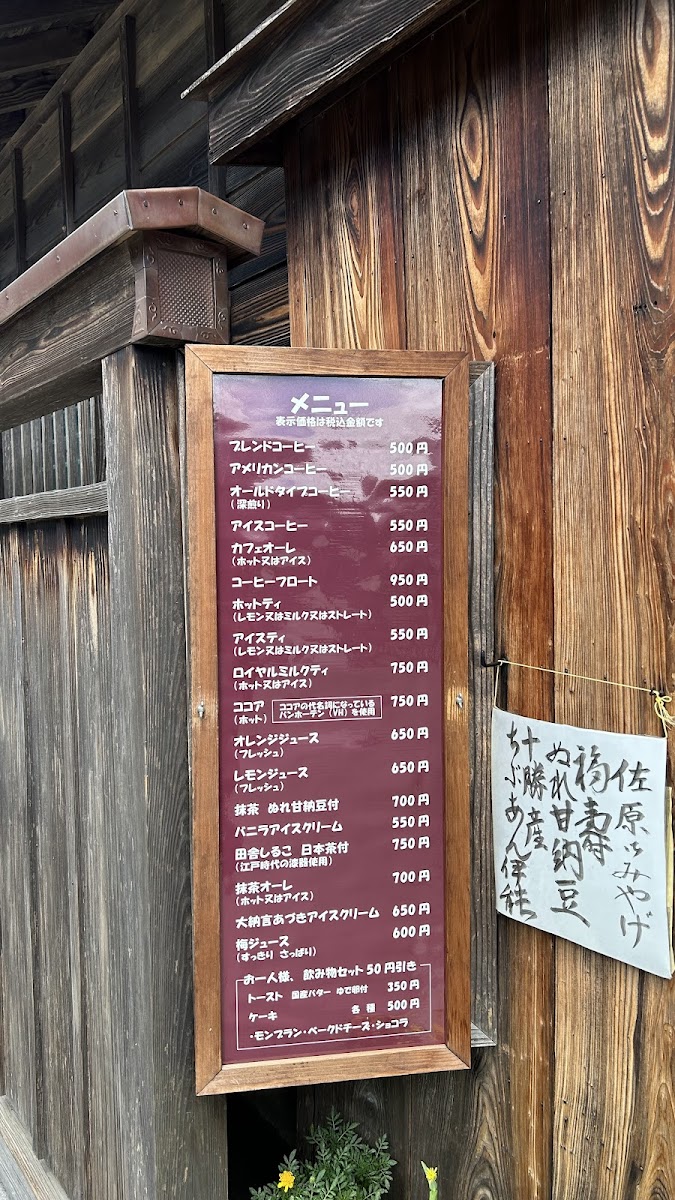 メニュー
表示価格は税込金額です
ブレンドコーヒー 500円
アメリカンコーヒー 500円
オールドタイプコーヒー 550円
(深煎り)
アイスコーヒー 550円
カフェオーレ 650円
(ホット又はアイス)
コーヒーフロート 950円
ホットティ 500円
(レモン又はミルク又はストレート)
アイスティ 550円
(レモン又はミルク又はストレート)
ロイヤルミルクティ 750円
(ホット又はアイス)
ココア 750円
(ホット)
ココアの代名詞になっている
バンホーテン(VH)を使用
オレンジジュース 650円
(フレッシュ)
レモンジュース 650円
(フレッシュ)
抹茶 ぬれ甘納豆付 700円
バニラアイスクリーム 550円
田舎しるこ 日本茶付 750円
(江戸時代の漆器使用)
抹茶オーレ 700円
(ホット又はアイス)
大納言あづきアイスクリーム 650円
梅ジュース 600円
(すっきり さっぱり)
お一人様、飲み物セット50円引き
トースト 国産バター ゆで卵付 350円
ケーキ 各種 500円
・モンブラン・ベークドチーズ・ショコラ
佐原おみやげ
福寿
ぬれ甘納豆
十勝産